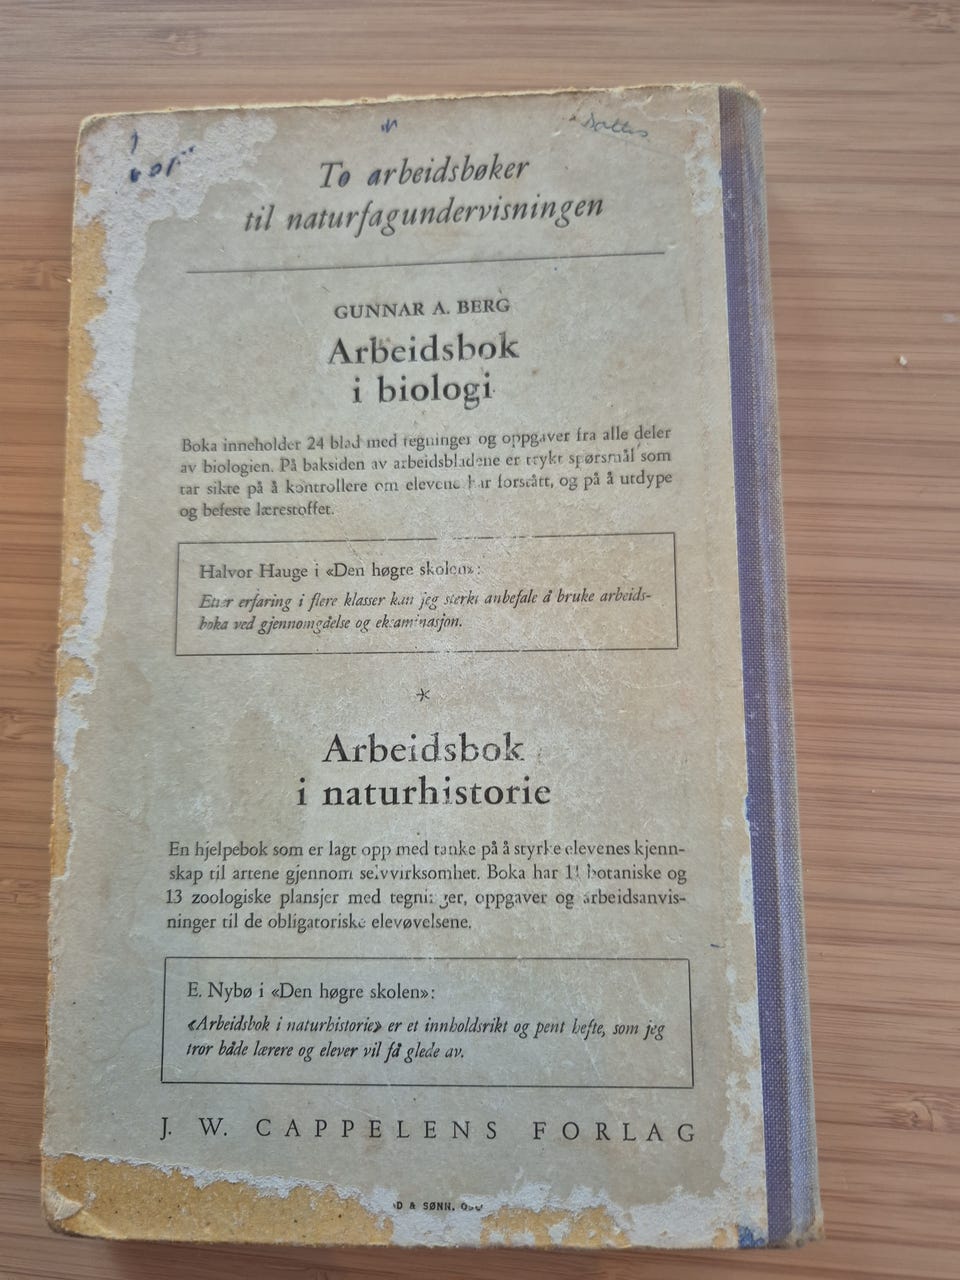 To arbeidsbøker
til naturfagundervisningen
GUNNAR A. BERG
Arbeidsbok
i biologi
Boka inneholder 24 blad med tegninger og oppgaver fra alle deler
av biologien. På baksiden av arbeidsbladene er trykt spørsmål som
tar sikte på å kontrollere om elevene har forstått, og på å utdype
og befeste lærestoffet.
Halvor Hauge i «Den høgre skolen»:
Etter erfaring i flere klasser kan jeg sterkt anbefale å bruke arbeids-
boka ved gjennomgåelse og eksaminasjon.
*
Arbeidsbok
i naturhistorie
En hjelpebok som er lagt opp med tanke på å styrke elevenes kjenn-
skap til artene gjennom selvvirksomhet. Boka har botaniske og
13 zoologiske plansjer med tegninger, oppgaver og arbeidsanvis-
ninger til de obligatoriske elevøvelsene.
E. Nybø i «Den høgre skolen»:
«Arbeidsbok i naturhistorie» er et innholdsrikt og pent hefte, som jeg
tror både lærere og elever vil få glede av.
J. W. CAPPELENS FORLAG
& SØNN.